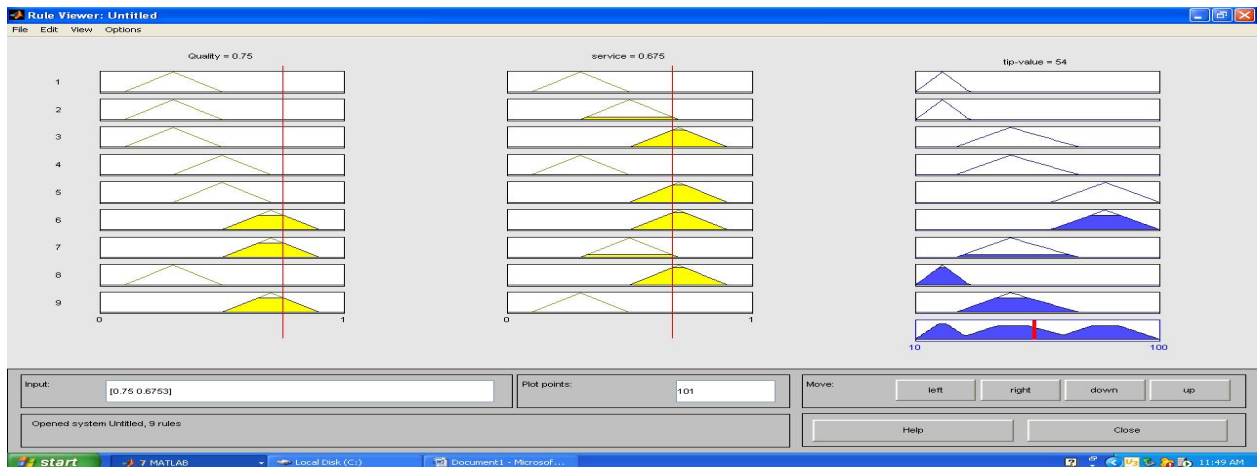 Rule Viewer: Untitled
File Edit View Options
Quality = 0.75
service = 0.675
tip-value = 54
1
2
3
4
5
6
7
8
9
0 1
0 1
10 100
Input: [0.75 0.6753]
Plot points: 101
Move: left right down up
Opened system Untitled, 9 rules
Help Close
start 7 MATLAB Local Disk (C:) Document1 - Microsof... 11:49 AM